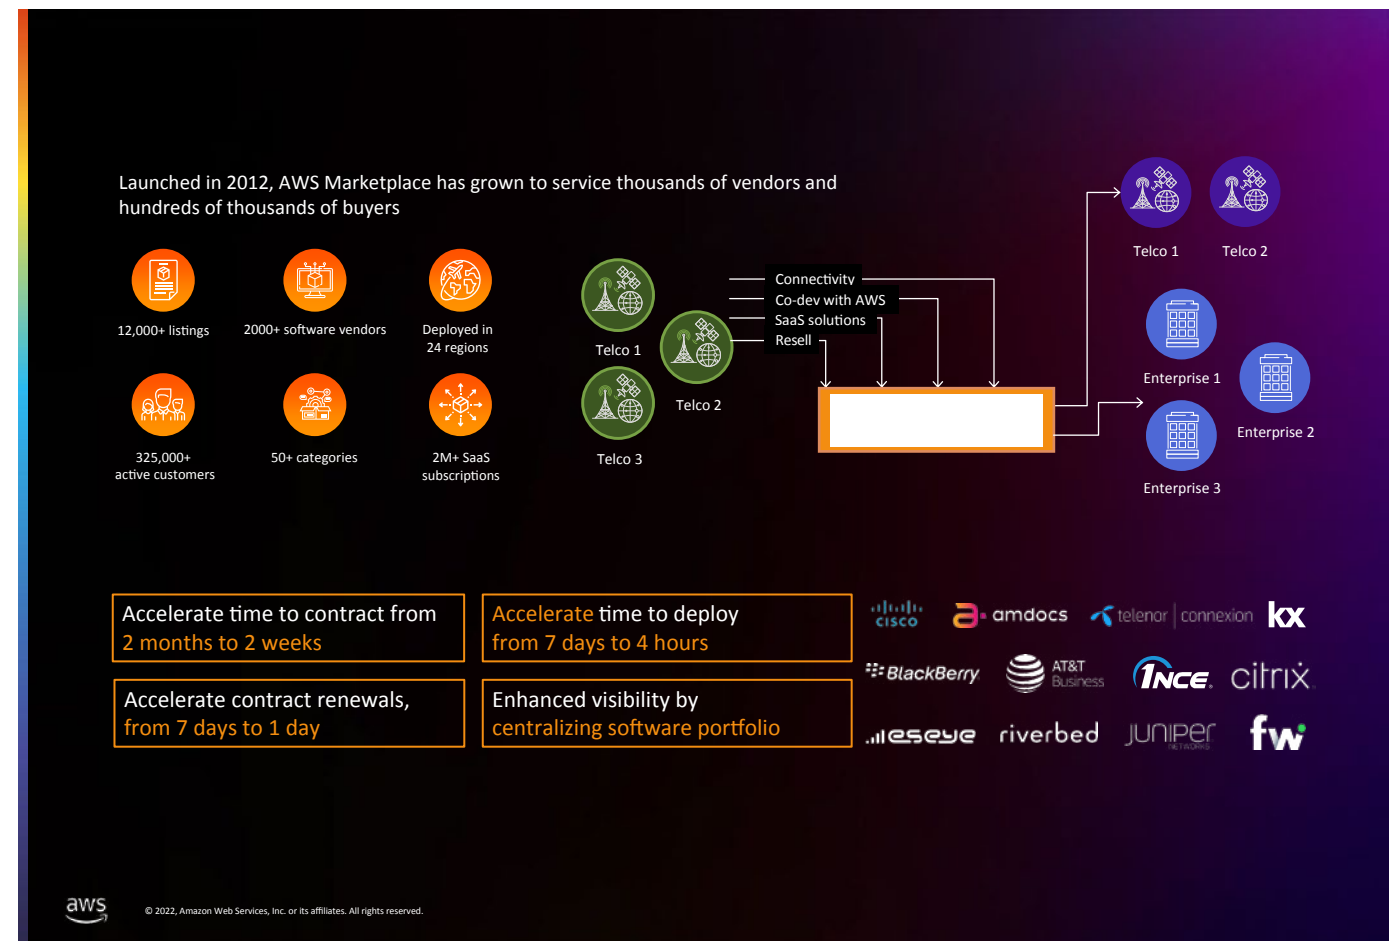 Launched in 2012, AWS Marketplace has grown to service thousands of vendors and
hundreds of thousands of buyers
12,000+ listings
2000+ software vendors
Deployed in
24 regions
325,000+
active customers
50+ categories
2M+ SaaS
subscriptions
Telco 1
Telco 2
Telco 3
Connectivity
Co-dev with AWS
SaaS solutions
Resell
Telco 1
Telco 2
Enterprise 1
Enterprise 2
Enterprise 3
Accelerate time to contract from
2 months to 2 weeks
Accelerate time to deploy
from 7 days to 4 hours
Accelerate contract renewals,
from 7 days to 1 day
Enhanced visibility by
centralizing software portfolio
cisco
a amdocs
telenor | connexion
kx
BlackBerry
AT&T
Business
1NCE
citrix
eseye
riverbed
JUNIPEr
NETWORKS
fw
aws
© 2022, Amazon Web Services, Inc. or its affiliates. All rights reserved.